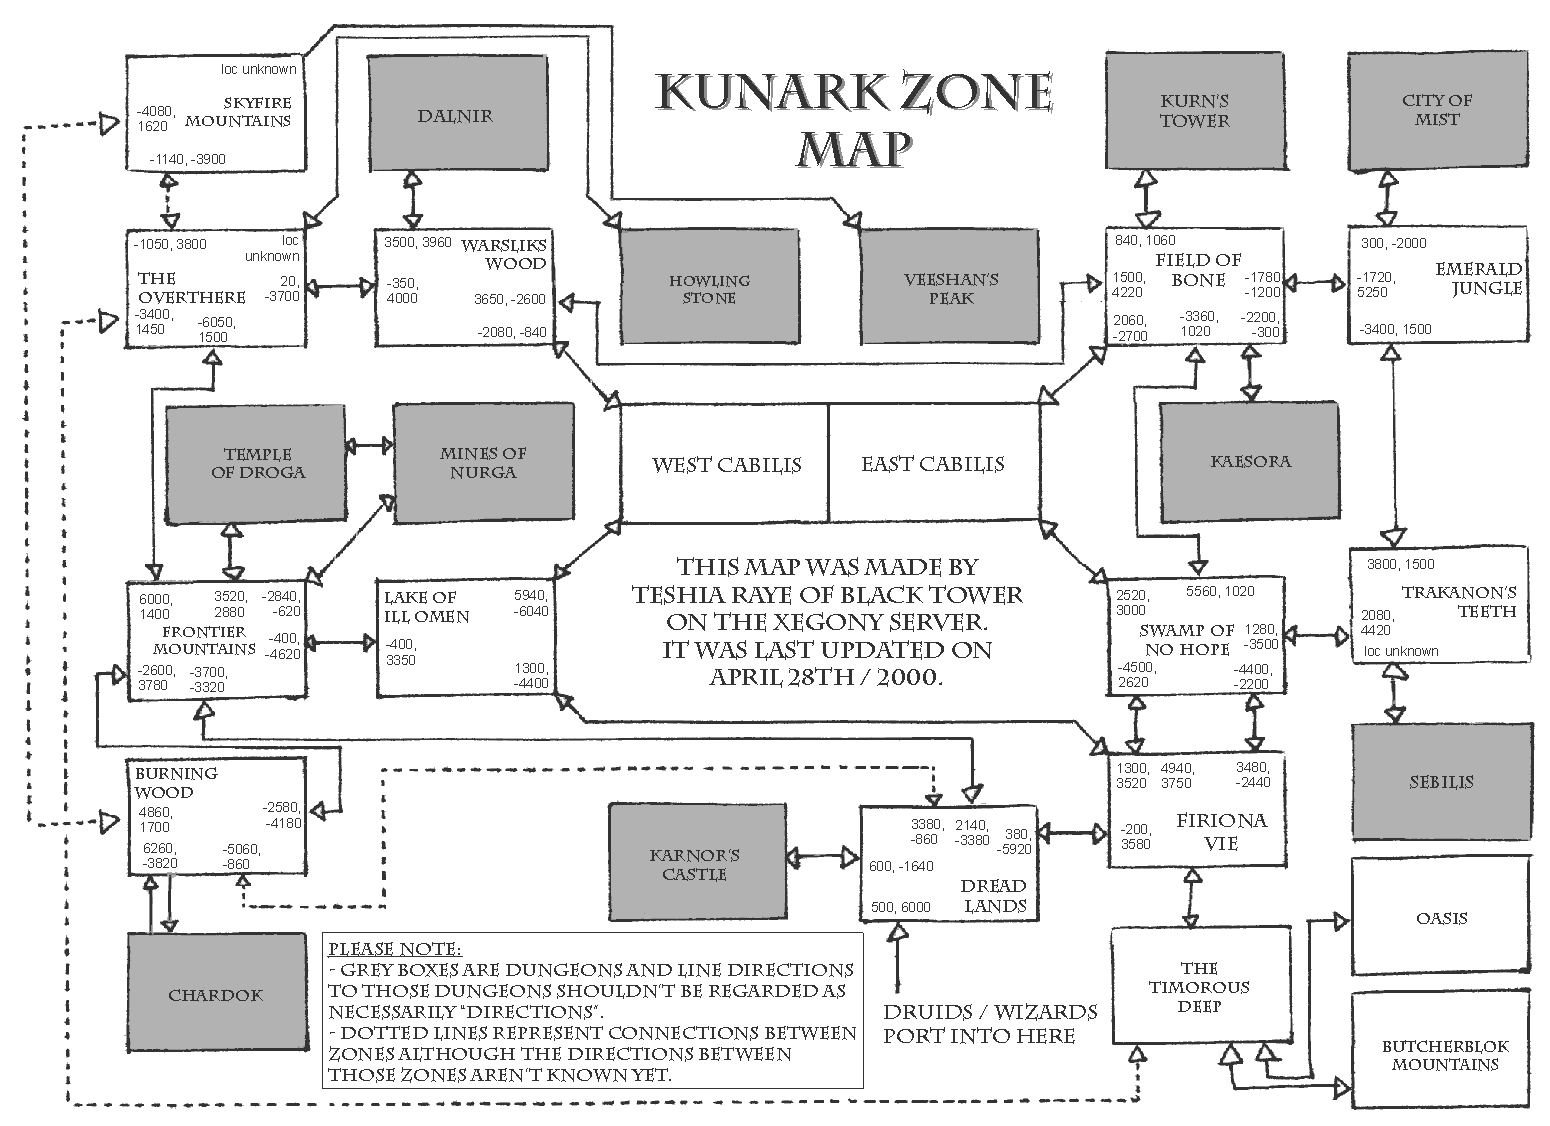 KUNARK ZONE
MAP
loc unknown
SKYFIRE
MOUNTAINS
-4080,
1620
-1140, -3900
DALNIR
KURN'S
TOWER
CITY OF
MIST
-1050, 3800
loc
unknown
THE
OVERTHERE
20,
-3700
-3400,
1450
-6050,
1500
3500, 3960
WARSLIKS
WOOD
-350,
4000
3650, -2600
-2080, -840
HOWLING
STONE
VEESHAN'S
PEAK
840, 1060
FIELD OF
BONE
1500,
4220
-1780
-1200
2060,
-2700
-3360,
1020
-2200,
-300
300, -2000
EMERALD
JUNGLE
-1720,
5250
-3400, 1500
TEMPLE
OF DROGA
MINES OF
NURGA
WEST CABILIS
EAST CABILIS
KAESORA
6000,
1400
3520,
2880
-2840,
-620
FRONTIER
MOUNTAINS
-400,
-4620
-2600,
3780
-3700,
-3320
LAKE OF
ILL OMEN
5940,
-6040
-400,
3350
1300,
-4400
THIS MAP WAS MADE BY
TESHIA RAYE OF BLACK TOWER
ON THE XEGONY SERVER.
IT WAS LAST UPDATED ON
APRIL 28TH / 2000.
2520,
3000
5560, 1020
SWAMP OF
NO HOPE
1280,
-3500
-4500,
2620
-4400,
-2200
3800, 1500
TRAKANON'S
TEETH
2080,
4420
loc unknown
BURNING
WOOD
4860,
1700
-2580,
-4180
6260,
-3820
-5060,
-860
KARNOR'S
CASTLE
3380,
-860
2140,
-3380
380,
-5920
600, -1640
DREAD
LANDS
500, 6000
1300,
3520
4940,
3750
3480,
-2440
-200,
3580
FIRIONA
VIE
SEBILIS
CHARDOK
PLEASE NOTE:
- GREY BOXES ARE DUNGEONS AND LINE DIRECTIONS
TO THOSE DUNGEONS SHOULDN'T BE REGARDED AS
NECESSARILY "DIRECTIONS".
- DOTTED LINES REPRESENT CONNECTIONS BETWEEN
ZONES ALTHOUGH THE DIRECTIONS BETWEEN
THOSE ZONES AREN'T KNOWN YET.
DRUIDS / WIZARDS
PORT INTO HERE
THE
TIMOROUS
DEEP
OASIS
BUTCHERBLOK
MOUNTAINS